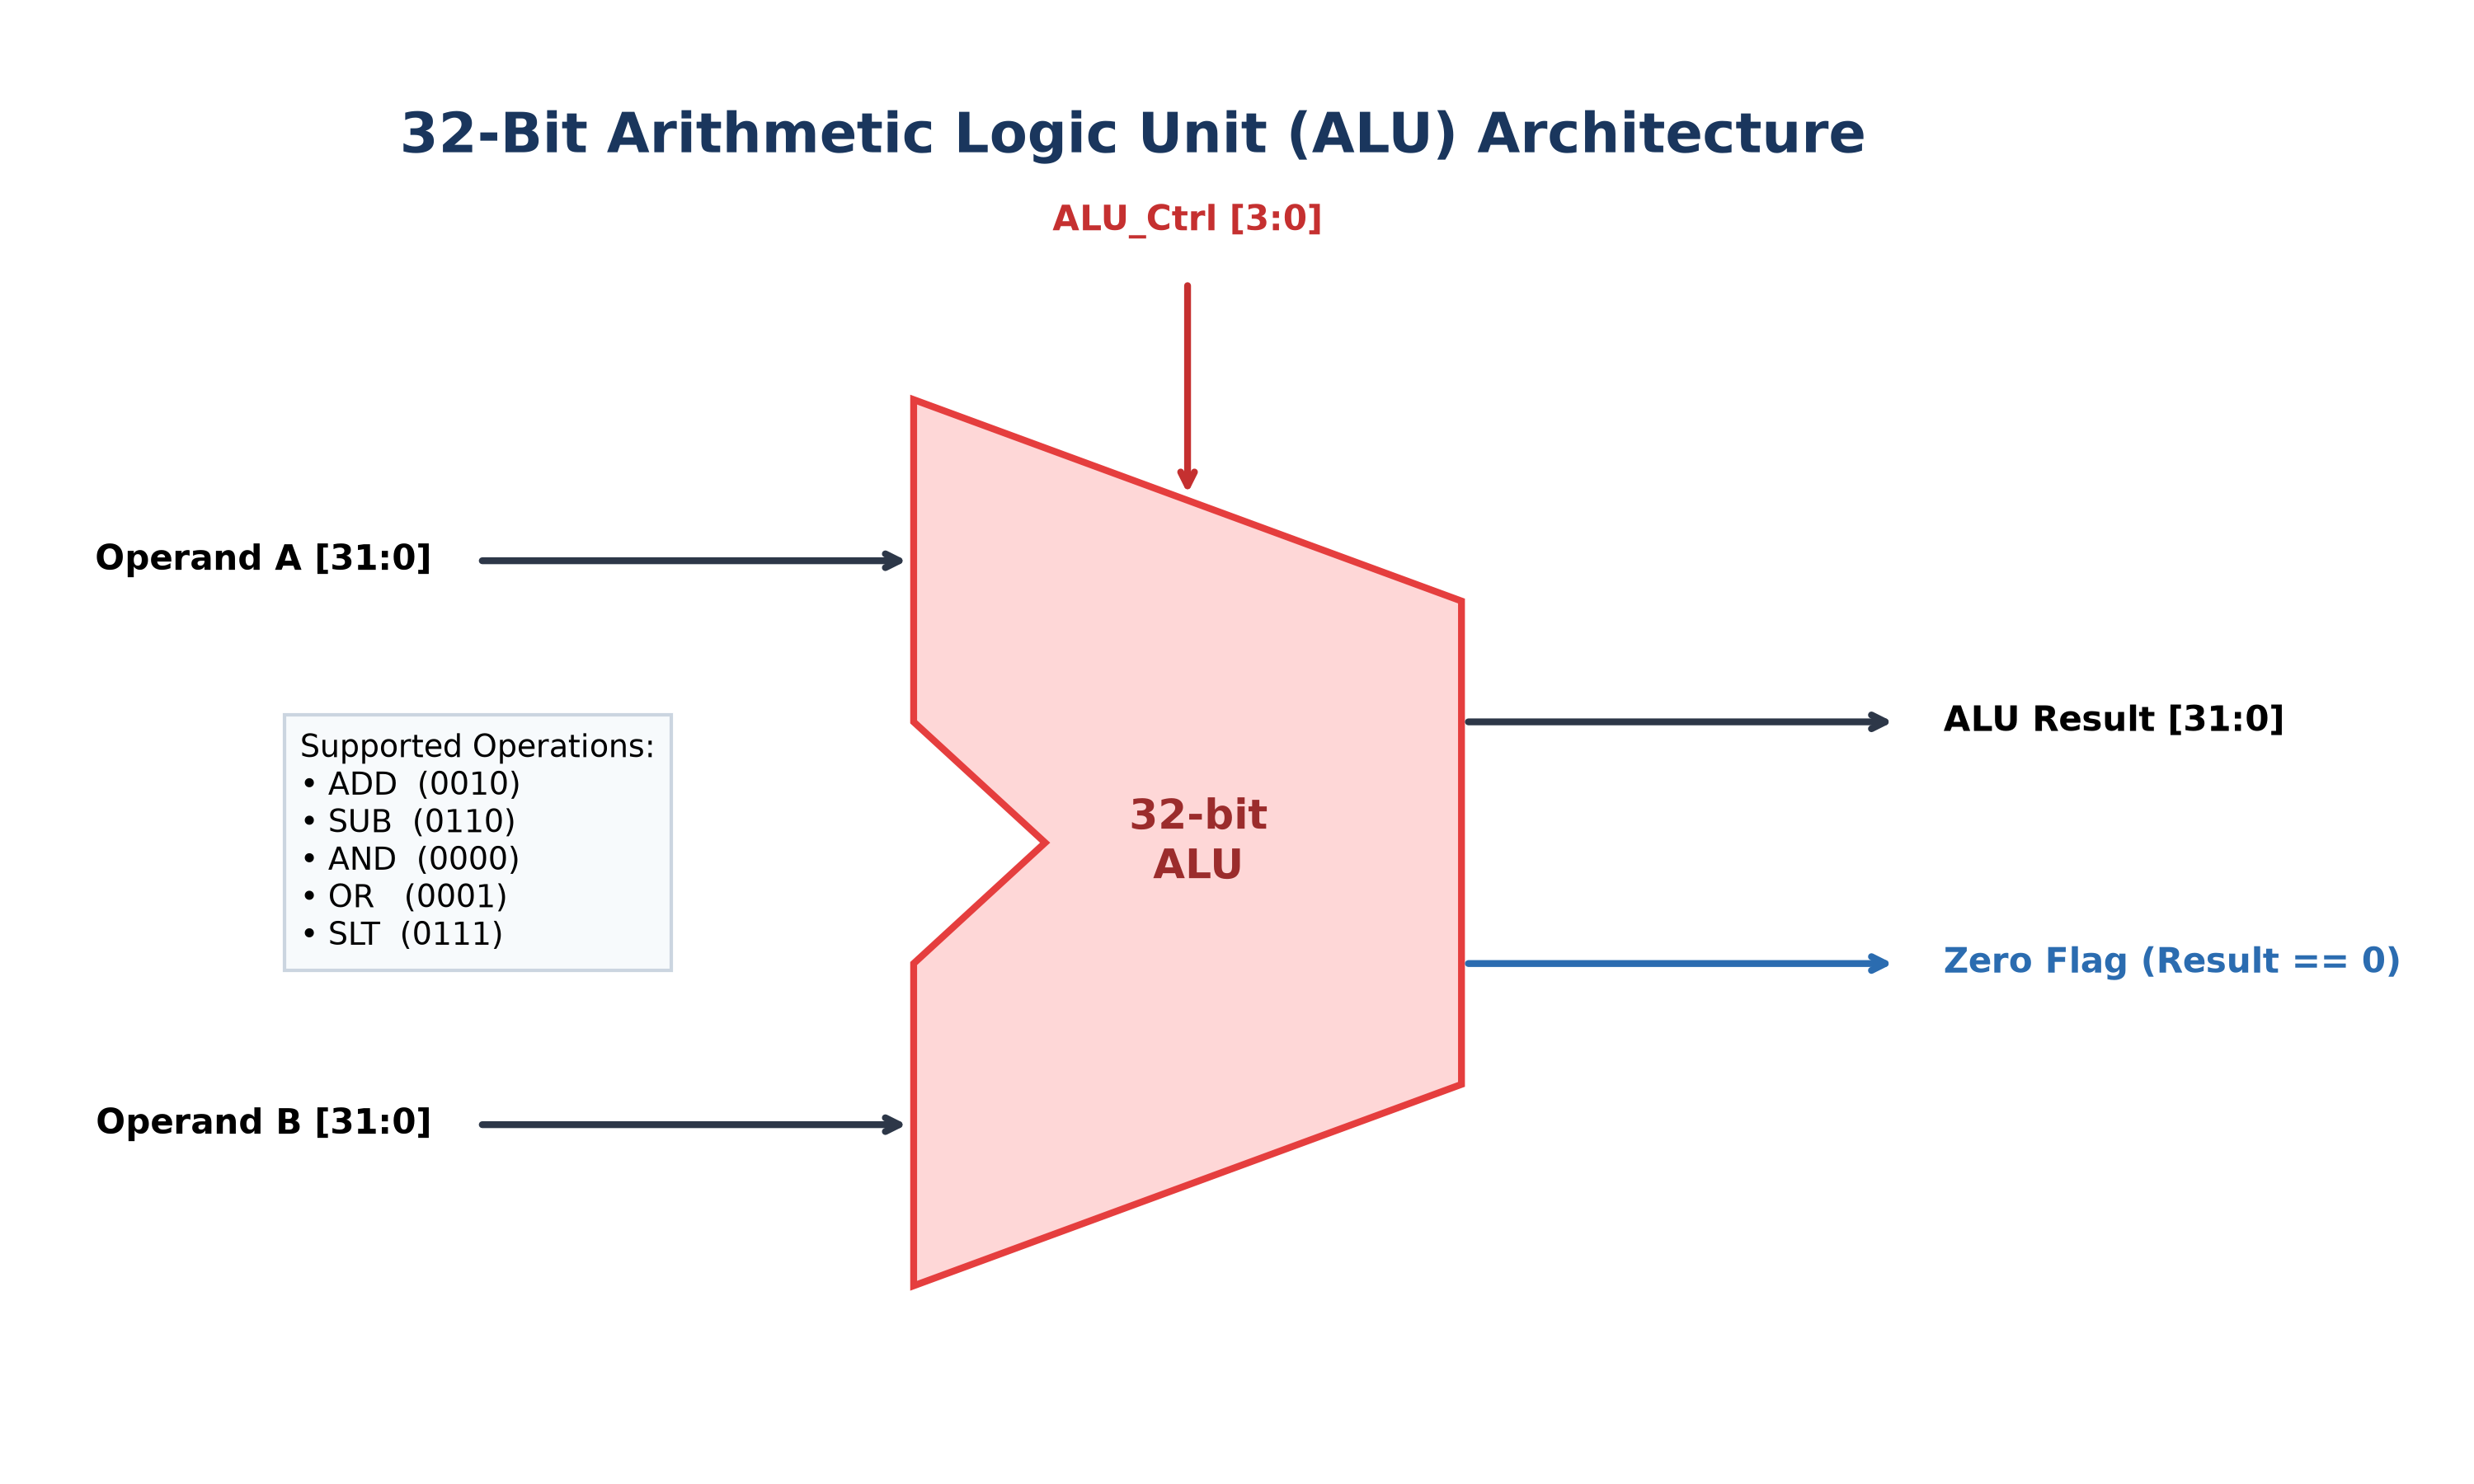 32-Bit Arithmetic Logic Unit (ALU) Architecture
ALU_Ctrl [3:0]
Operand A [31:0]
Supported Operations:
• ADD (0010)
• SUB (0110)
• AND (0000)
• OR (0001)
• SLT (0111)
Operand B [31:0]
32-bit
ALU
ALU Result [31:0]
Zero Flag (Result == 0)